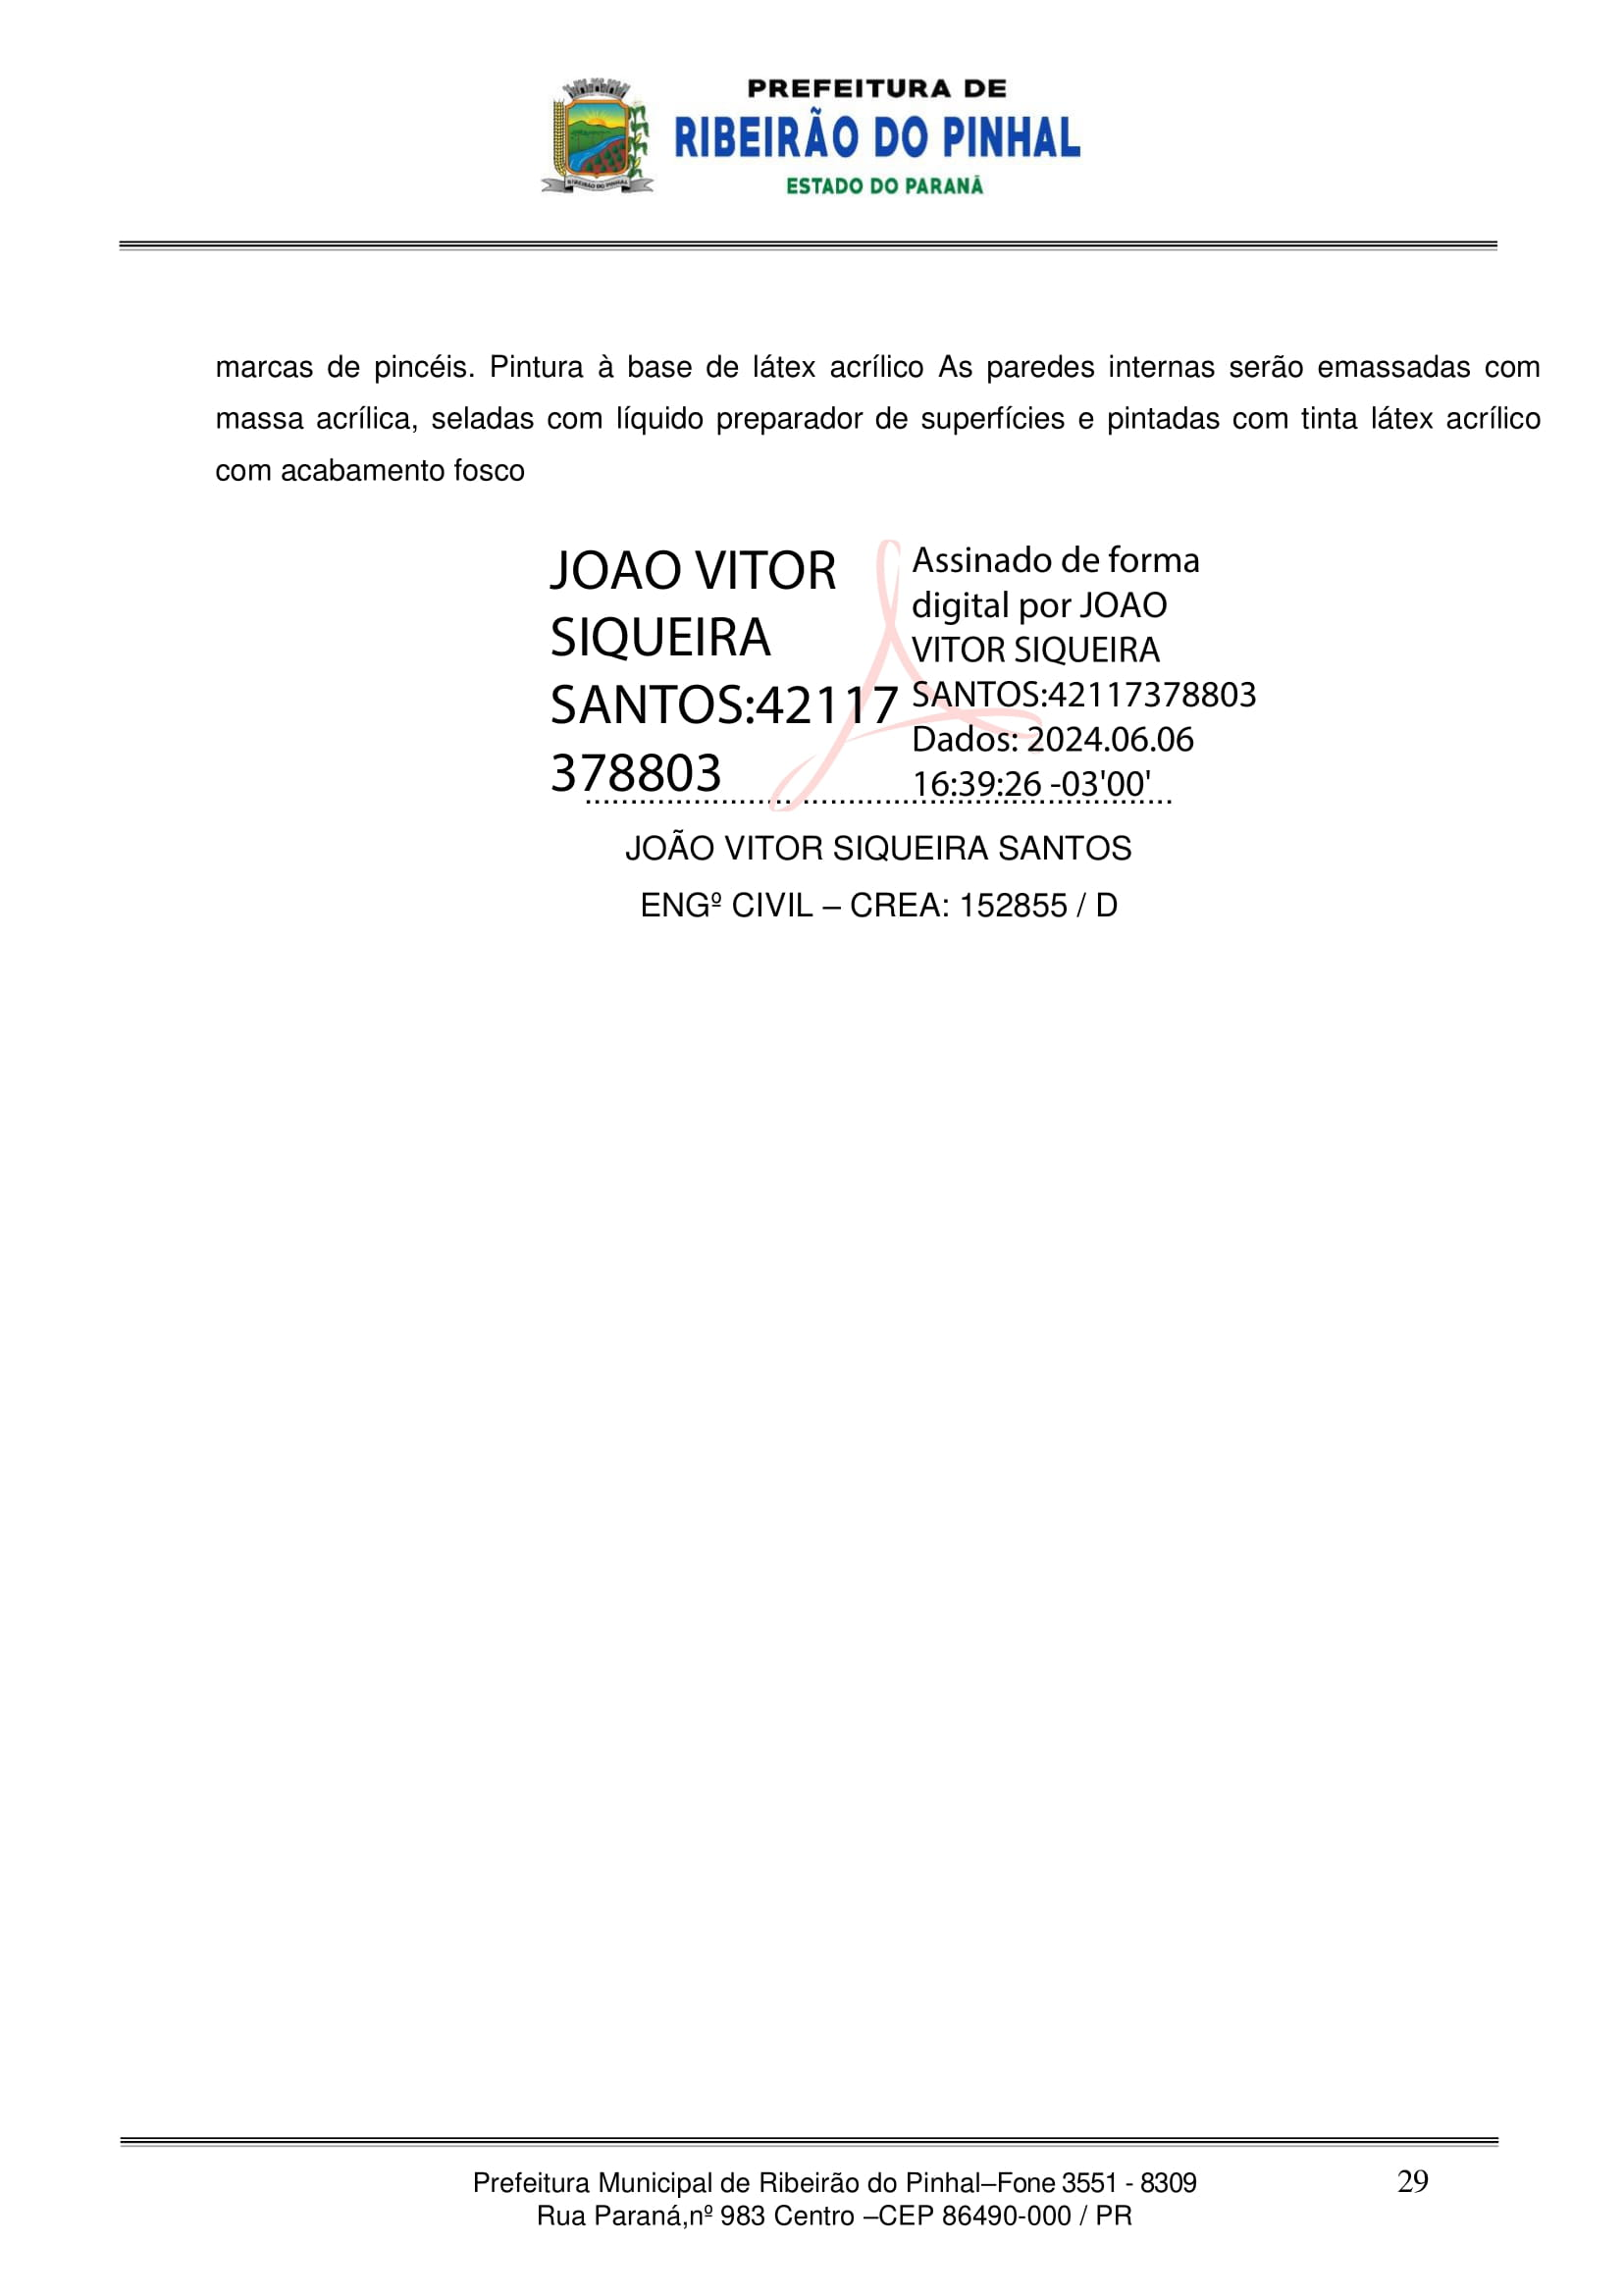 PREFEITURA DE
RIBEIRÃO DO PINHAL
ESTADO DO PARANÁ
RIBEIRÃO DO PINHAL
marcas de pincéis. Pintura à base de látex acrílico As paredes internas serão emassadas com
massa acrílica, seladas com líquido preparador de superfícies e pintadas com tinta látex acrílico
com acabamento fosco
JOAO VITOR
SIQUEIRA
SANTOS:42117
378803
Assinado de forma
digital por JOAO
VITOR SIQUEIRA
SANTOS:42117378803
Dados: 2024.06.06
16:39:26 -03'00'
JOÃO VITOR SIQUEIRA SANTOS
ENGº CIVIL – CREA: 152855 / D
Prefeitura Municipal de Ribeirão do Pinhal–Fone 3551 - 8309
29
Rua Paraná,nº 983 Centro –CEP 86490-000 / PR